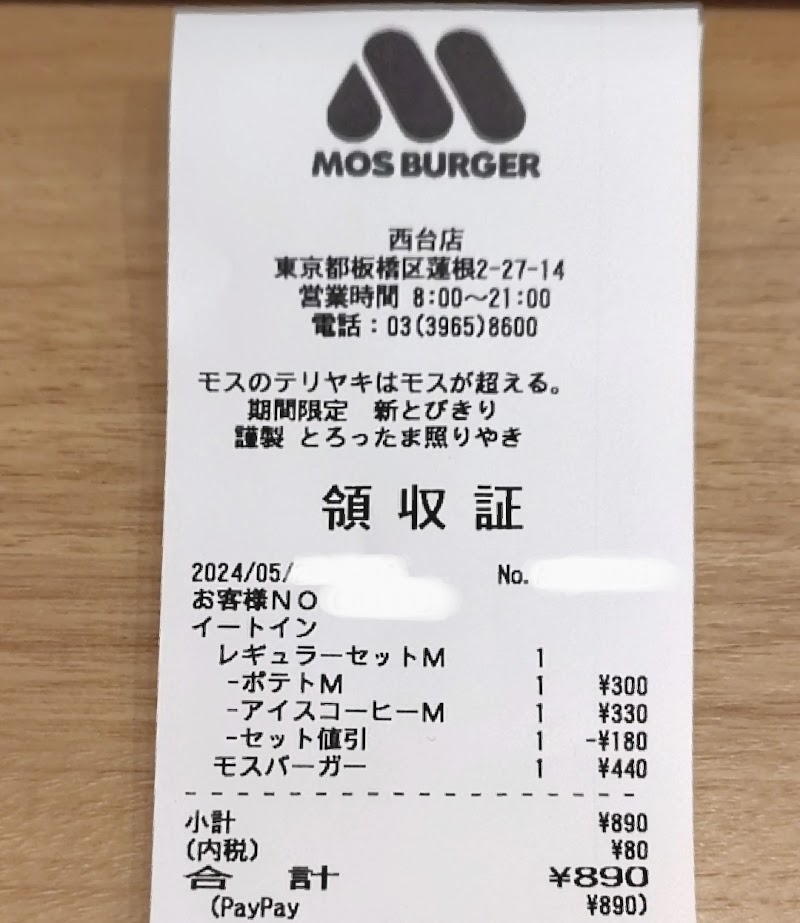 MOS BURGER
西台店
東京都板橋区蓮根2-27-14
営業時間 8:00～21:00
電話：03(3965)8600
モスのテリヤキはモスが超える。
期間限定　新とびきり
謹製 とろったま照りやき
領収証
2024/05/ No.
お客様NO
イートイン
レギュラーセットM 1
-ポテトM 1 ¥300
-アイスコーヒーM 1 ¥330
-セット値引 1 -¥180
モスバーガー 1 ¥440
小計 ¥890
(内税) ¥80
合　計 ¥890
(PayPay ¥890)